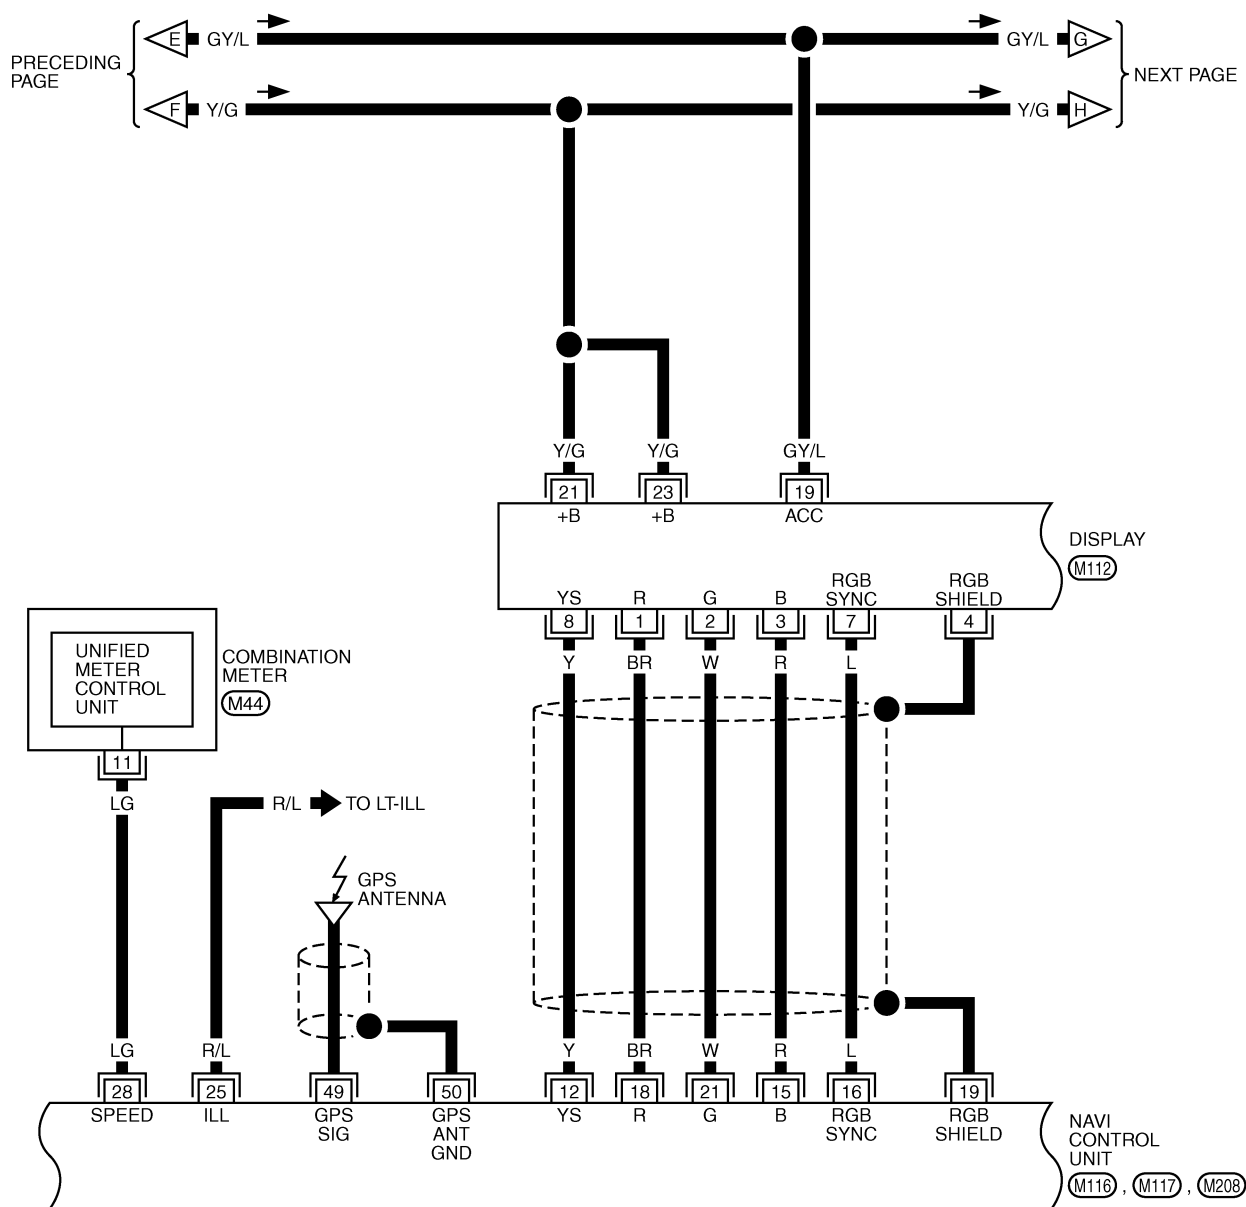 E GY/L GY/L G
PRECEDING
PAGE
NEXT PAGE
F Y/G Y/G H
Y/G Y/G GY/L
21 23 19
+B +B ACC
DISPLAY
M112
RGB RGB
YS R G B SYNC SHIELD
8 1 2 3 7 4
Y BR W R L
UNIFIED
METER
CONTROL
UNIT
COMBINATION
METER
M44
11
LG
R/L TO LT-ILL
GPS
ANTENNA
LG R/L Y BR W R L
28 25 49 50 12 18 21 15 16 19
SPEED ILL GPS GPS YS R G B RGB RGB
SIG ANT SYNC SHIELD
GND
NAVI
CONTROL
UNIT
M116 , M117 , M208